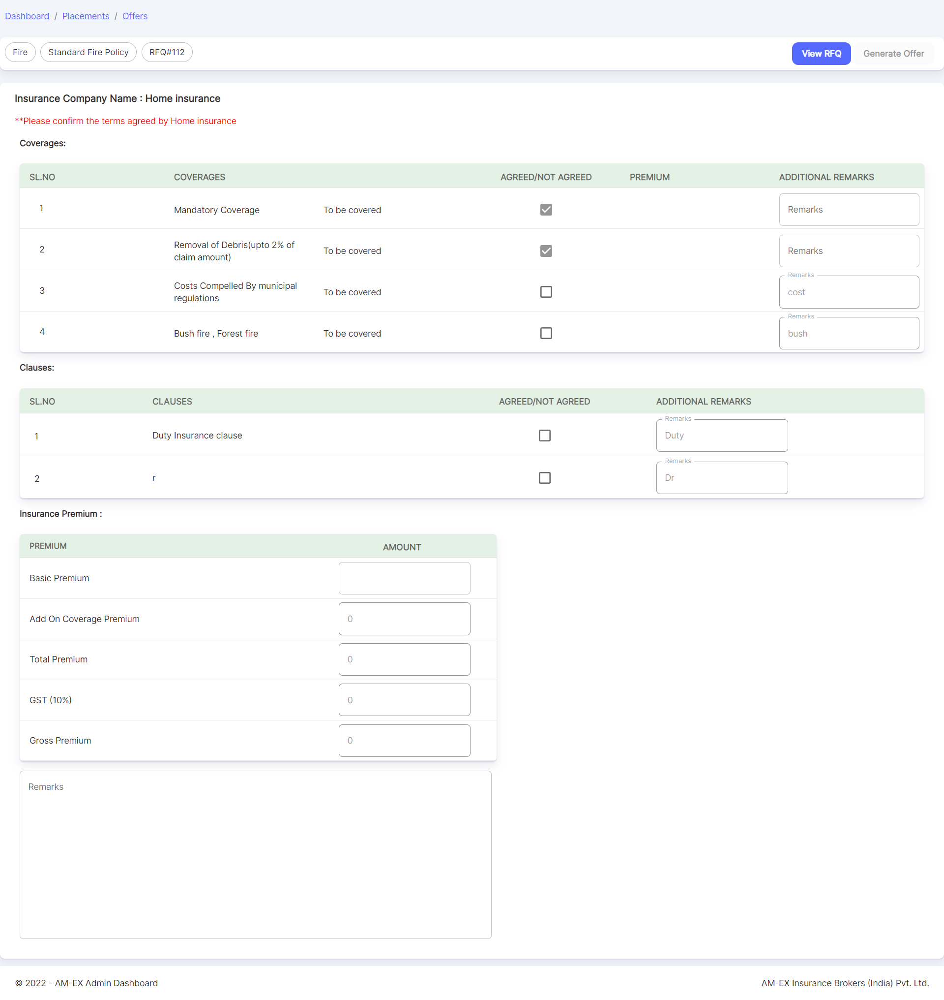 Dashboard / Placements / Offers
Fire Standard Fire Policy RFQ#112 View RFQ Generate Offer
Insurance Company Name : Home insurance
**Please confirm the terms agreed by Home insurance
Coverages:
SL.NO COVERAGES AGREED/NOT AGREED PREMIUM ADDITIONAL REMARKS
1 Mandatory Coverage To be covered Remarks
2 Removal of Debris(upto 2% of
claim amount) To be covered Remarks
Remarks
3 Costs Compelled By municipal
regulations To be covered cost
Remarks
4 Bush fire , Forest fire To be covered bush
Clauses:
SL.NO CLAUSES AGREED/NOT AGREED ADDITIONAL REMARKS
Remarks
1 Duty Insurance clause Duty
Remarks
2 r Dr
Insurance Premium :
PREMIUM AMOUNT
Basic Premium
Add On Coverage Premium 0
Total Premium 0
GST (10%) 0
Gross Premium 0
Remarks
© 2022 - AM-EX Admin Dashboard AM-EX Insurance Brokers (India) Pvt. Ltd.